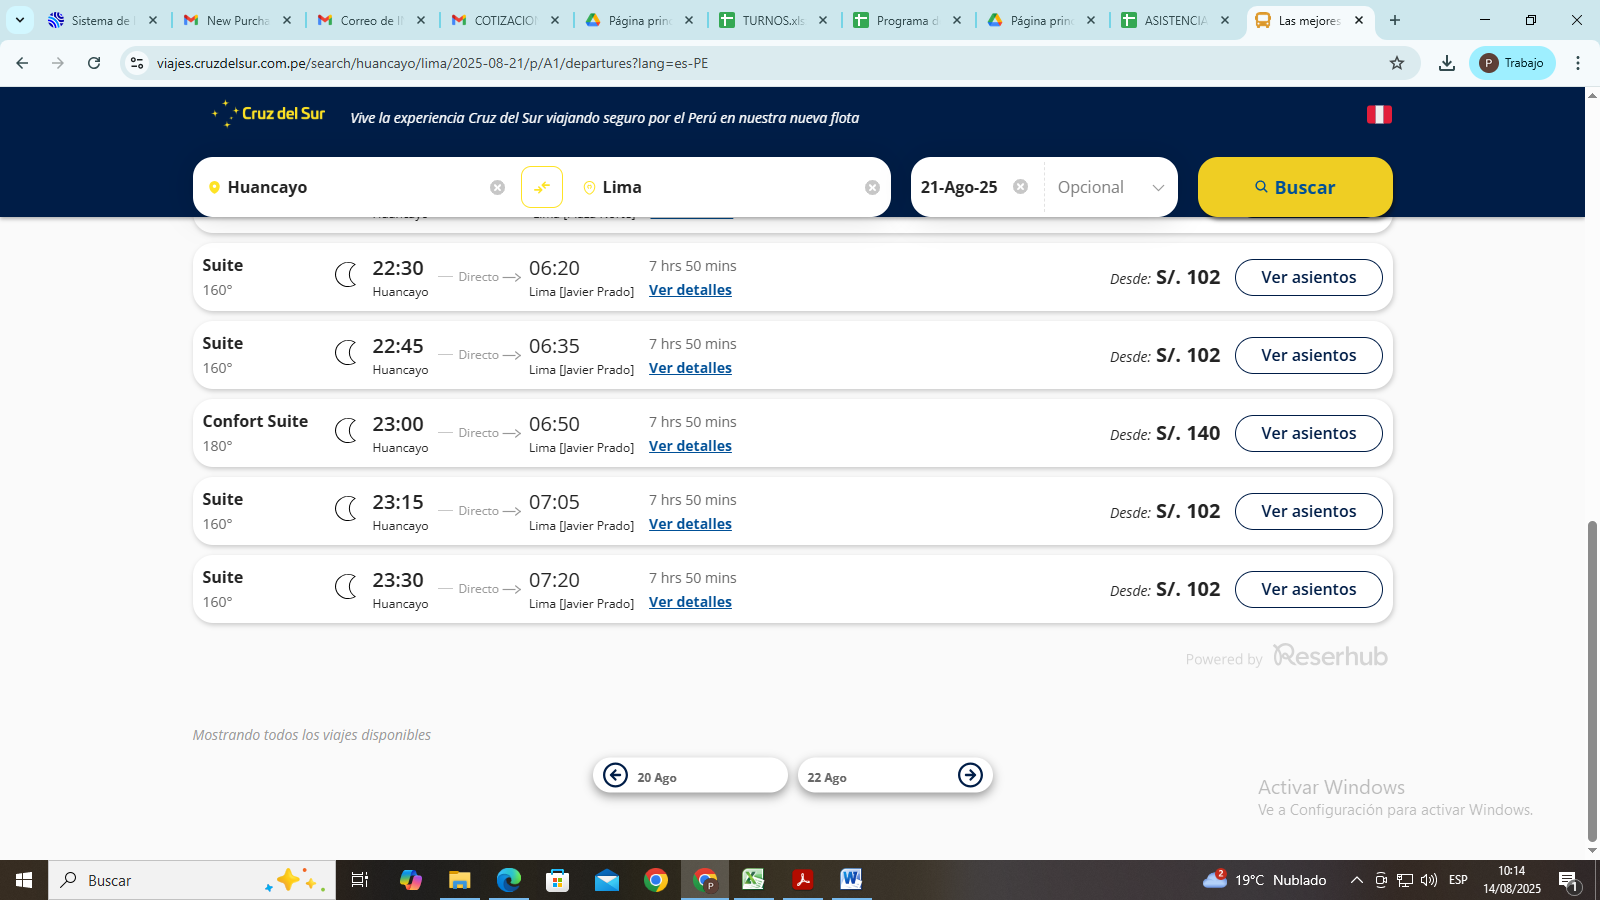 Sistema de
New Purcha
Correo de I
COTIZACIO
Página prin
TURNOS.xls
Programa d
Página prin
ASISTENCIA
Las mejores
viajes.cruzdelsur.com.pe/search/huancayo/lima/2025-08-21/p/A1/departures?lang=es-PE
P Trabajo
Cruz del Sur
Vive la experiencia Cruz del Sur viajando seguro por el Perú en nuestra nueva flota
Huancayo
Lima
21-Ago-25
Opcional
Buscar
Suite 22:30 Directo 06:20 7 hrs 50 mins Desde: S/. 102 Ver asientos
160° Huancayo Lima [Javier Prado] Ver detalles
Suite 22:45 Directo 06:35 7 hrs 50 mins Desde: S/. 102 Ver asientos
160° Huancayo Lima [Javier Prado] Ver detalles
Confort Suite 23:00 Directo 06:50 7 hrs 50 mins Desde: S/. 140 Ver asientos
180° Huancayo Lima [Javier Prado] Ver detalles
Suite 23:15 Directo 07:05 7 hrs 50 mins Desde: S/. 102 Ver asientos
160° Huancayo Lima [Javier Prado] Ver detalles
Suite 23:30 Directo 07:20 7 hrs 50 mins Desde: S/. 102 Ver asientos
160° Huancayo Lima [Javier Prado] Ver detalles
Powered by Reserhub
Mostrando todos los viajes disponibles
20 Ago
22 Ago
Activar Windows
Ve a Configuración para activar Windows.
Buscar
P
2
19°C Nublado
ESP
10:14
14/08/2025
1